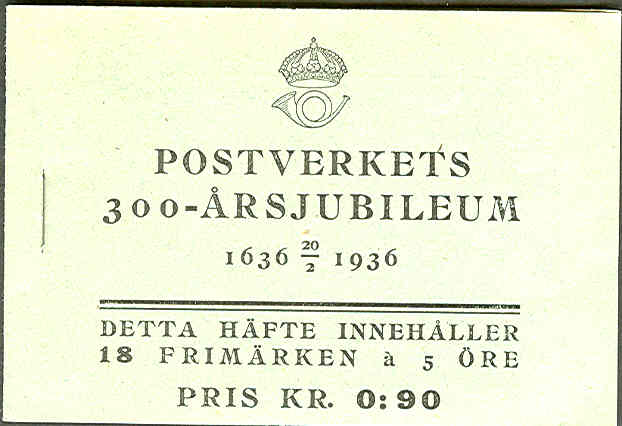 POSTVERKETS
300-ÅRSJUBILEUM
1636 20/2 1936
DETTA HÄFTE INNEHÅLLER
18 FRIMÄRKEN à 5 ÖRE
PRIS KR. 0:90